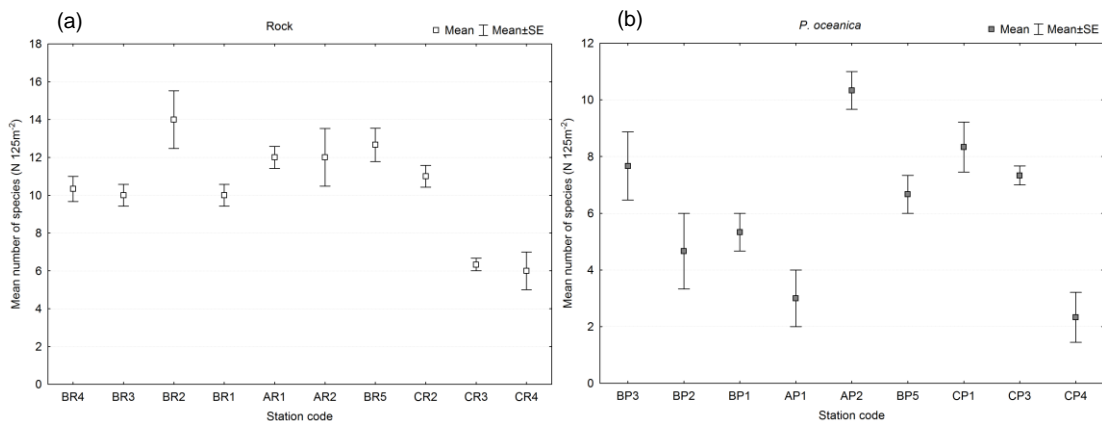 (a)
Rock
Mean Mean±SE
Mean number of species (N 125m⁻²)
18
16
14
12
10
8
6
4
2
0
BR4 BR3 BR2 BR1 AR1 AR2 BR5 CR2 CR3 CR4
Station code
(b)
P. oceanica
Mean Mean±SE
Mean number of species (N 125m⁻²)
12
10
8
6
4
2
0
BP3 BP2 BP1 AP1 AP2 BP5 CP1 CP3 CP4
Station code